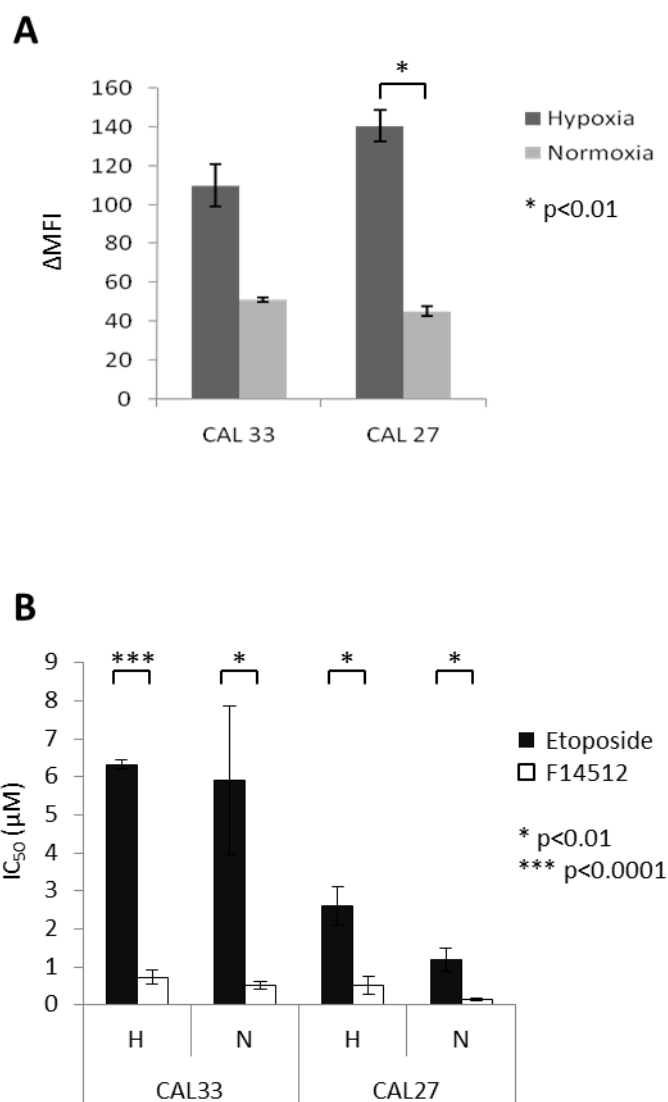 A
*
160
140
120
100
80
60
40
20
0
ΔMFI
CAL 33
CAL 27
Hypoxia
Normoxia
* p<0.01
B
***
*
*
*
9
8
7
6
5
4
3
2
1
0
IC₅₀ (µM)
H
N
H
N
CAL33
CAL27
Etoposide
F14512
* p<0.01
*** p<0.0001